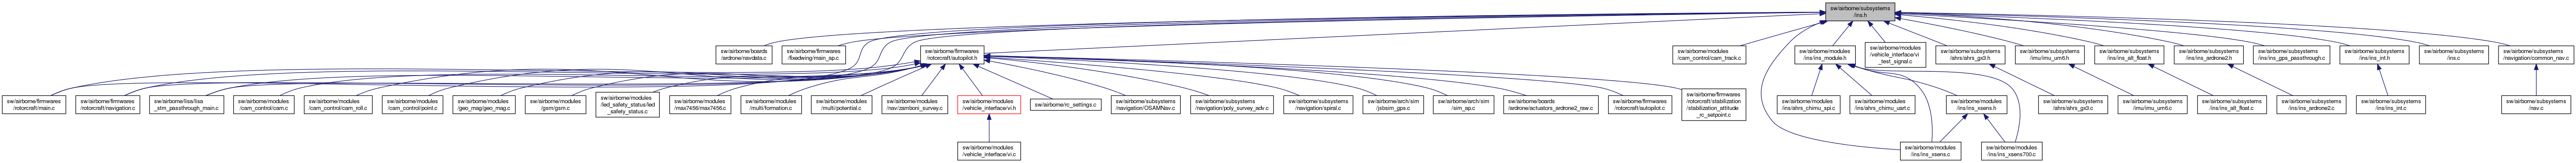 sw/airborne/subsystems
/ins.h
sw/airborne/boards
/ardrone/navdata.c
sw/airborne/firmwares
/fixedwing/main_ap.c
sw/airborne/firmwares
/rotorcraft/autopilot.h
sw/airborne/modules
/cam_control/cam_track.c
sw/airborne/modules
/ins/ins_module.h
sw/airborne/modules
/vehicle_interface/vi
_test_signal.c
sw/airborne/subsystems
/ahrs/ahrs_gx3.h
sw/airborne/subsystems
/imu/imu_um6.h
sw/airborne/subsystems
/ins/ins_alt_float.h
sw/airborne/subsystems
/ins/ins_ardrone2.h
sw/airborne/subsystems
/ins/ins_gps_passthrough.c
sw/airborne/subsystems
/ins/ins_int.h
sw/airborne/subsystems
/ins.c
sw/airborne/subsystems
/navigation/common_nav.c
sw/airborne/firmwares
/rotorcraft/main.c
sw/airborne/firmwares
/rotorcraft/navigation.c
sw/airborne/lisa/lisa
_stm_passthrough_main.c
sw/airborne/modules
/cam_control/cam.c
sw/airborne/modules
/cam_control/cam_roll.c
sw/airborne/modules
/cam_control/point.c
sw/airborne/modules
/geo_mag/geo_mag.c
sw/airborne/modules
/gsm/gsm.c
sw/airborne/modules
/led_safety_status/led
_safety_status.c
sw/airborne/modules
/max7456/max7456.c
sw/airborne/modules
/multi/formation.c
sw/airborne/modules
/multi/potential.c
sw/airborne/modules
/nav/zamboni_survey.c
sw/airborne/modules
/vehicle_interface/vi.h
sw/airborne/rc_settings.c
sw/airborne/subsystems
/navigation/OSAMNav.c
sw/airborne/subsystems
/navigation/poly_survey_adv.c
sw/airborne/subsystems
/navigation/spiral.c
sw/airborne/arch/sim
/jsbsim_gps.c
sw/airborne/arch/sim
/sim_ap.c
sw/airborne/boards
/ardrone/actuators_ardrone2_raw.c
sw/airborne/firmwares
/rotorcraft/autopilot.c
sw/airborne/firmwares
/rotorcraft/stabilization
/stabilization_attitude
_rc_setpoint.c
sw/airborne/modules
/ins/ahrs_chimu_spi.c
sw/airborne/modules
/ins/ahrs_chimu_uart.c
sw/airborne/modules
/ins/ins_xsens.h
sw/airborne/subsystems
/ahrs/ahrs_gx3.c
sw/airborne/subsystems
/imu/imu_um6.c
sw/airborne/subsystems
/ins/ins_alt_float.c
sw/airborne/subsystems
/ins/ins_ardrone2.c
sw/airborne/subsystems
/ins/ins_int.c
sw/airborne/subsystems
/nav.c
sw/airborne/modules
/vehicle_interface/vi.c
sw/airborne/modules
/ins/ins_xsens.c
sw/airborne/modules
/ins/ins_xsens700.c